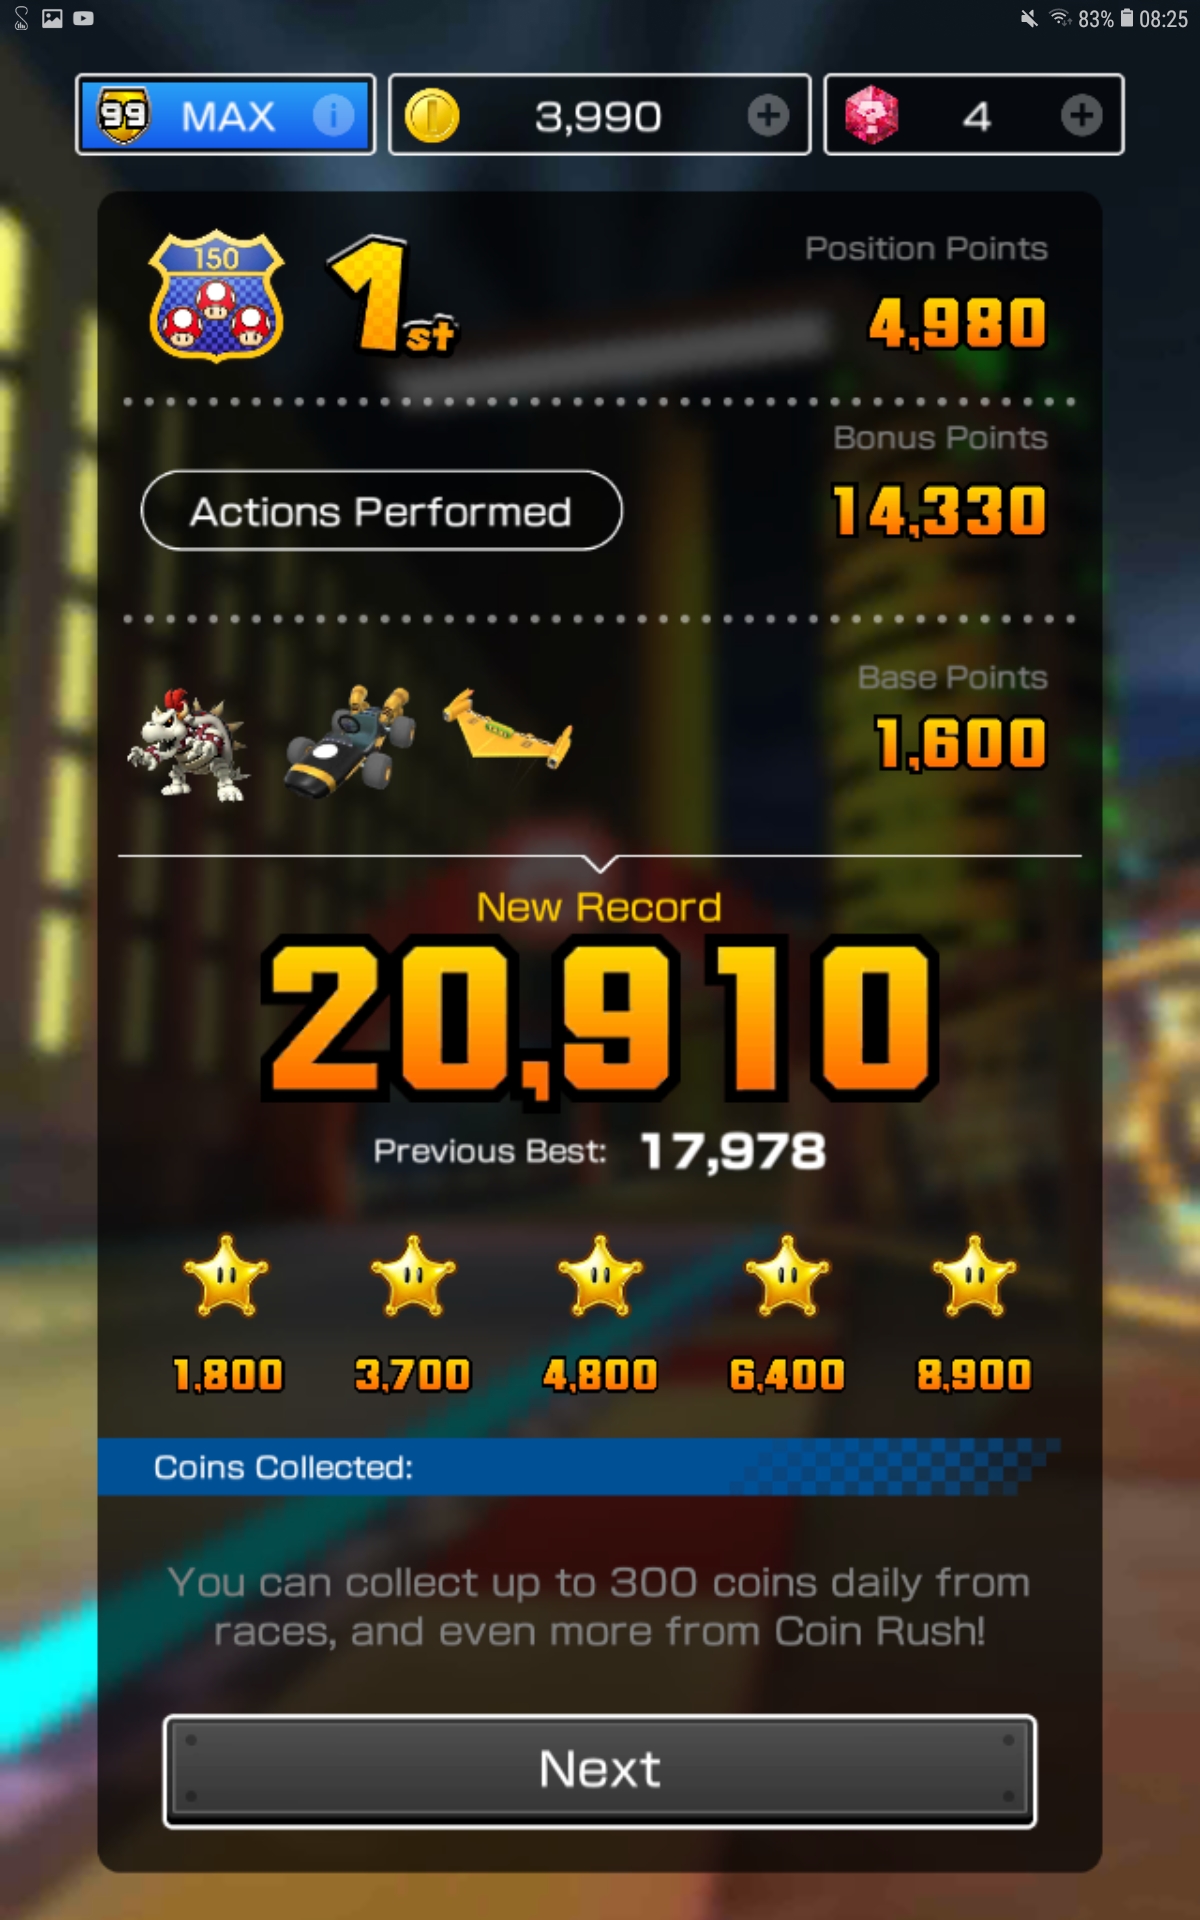 83% 08:25
99 MAX i 3,990 + 4 +
150
1st
Position Points
4,980
Bonus Points
Actions Performed
14,330
Base Points
1,600
New Record
20,910
Previous Best: 17,978
1,800 3,700 4,800 6,400 8,900
Coins Collected:
You can collect up to 300 coins daily from
races, and even more from Coin Rush!
Next